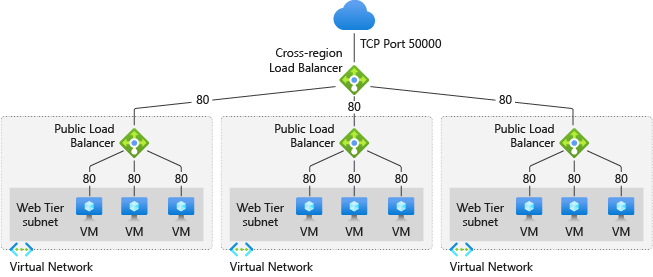 TCP Port 50000
Cross-region
Load Balancer
80
80
80
Public Load
Balancer
Public Load
Balancer
Public Load
Balancer
80
80
80
80
80
80
80
80
80
Web Tier
subnet
VM
VM
VM
Web Tier
subnet
VM
VM
VM
Web Tier
subnet
VM
VM
VM
Virtual Network
Virtual Network
Virtual Network